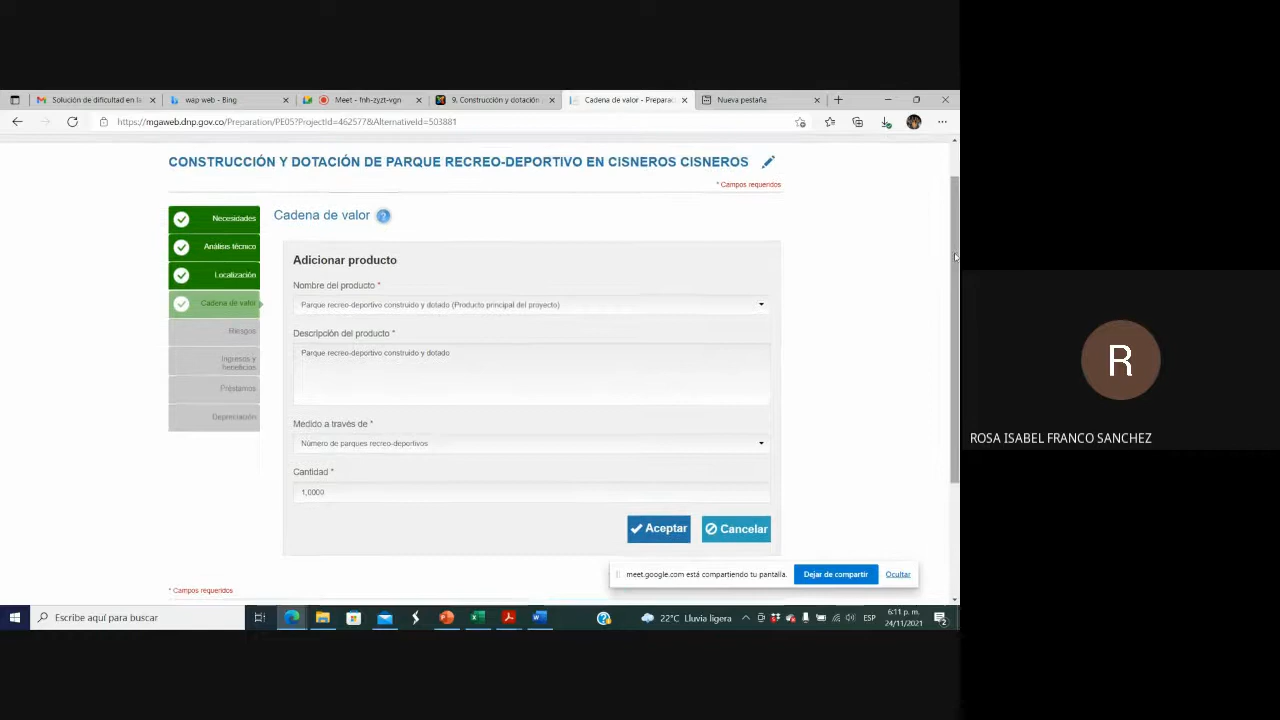 Solución de dificultad en la
wap web - Bing
Meet - fnh-zyzt-vgn
9. Construcción y dotación
Cadena de valor - Prepara
Nueva pestaña
https://mgaweb.dnp.gov.co/Preparation/PE05?ProjectId=462577&AlternativeId=503881
CONSTRUCCIÓN Y DOTACIÓN DE PARQUE RECREO-DEPORTIVO EN CISNEROS CISNEROS
* Campos requeridos
Necesidades
Análisis técnico
Localización
Cadena de valor
Riesgos
Ingresos y
beneficios
Préstamos
Depreciación
Cadena de valor ?
Adicionar producto
Nombre del producto *
Parque recreo-deportivo construido y dotado (Producto principal del proyecto)
Descripción del producto *
Parque recreo-deportivo construido y dotado
Medido a través de *
Número de parques recreo-deportivos
Cantidad *
1,0000
Aceptar
Cancelar
meet.google.com está compartiendo tu pantalla.
Dejar de compartir
Ocultar
* Campos requeridos
Escribe aquí para buscar
22°C Lluvia ligera
ESP
6:11 p. m.
24/11/2021
R
ROSA ISABEL FRANCO SANCHEZ